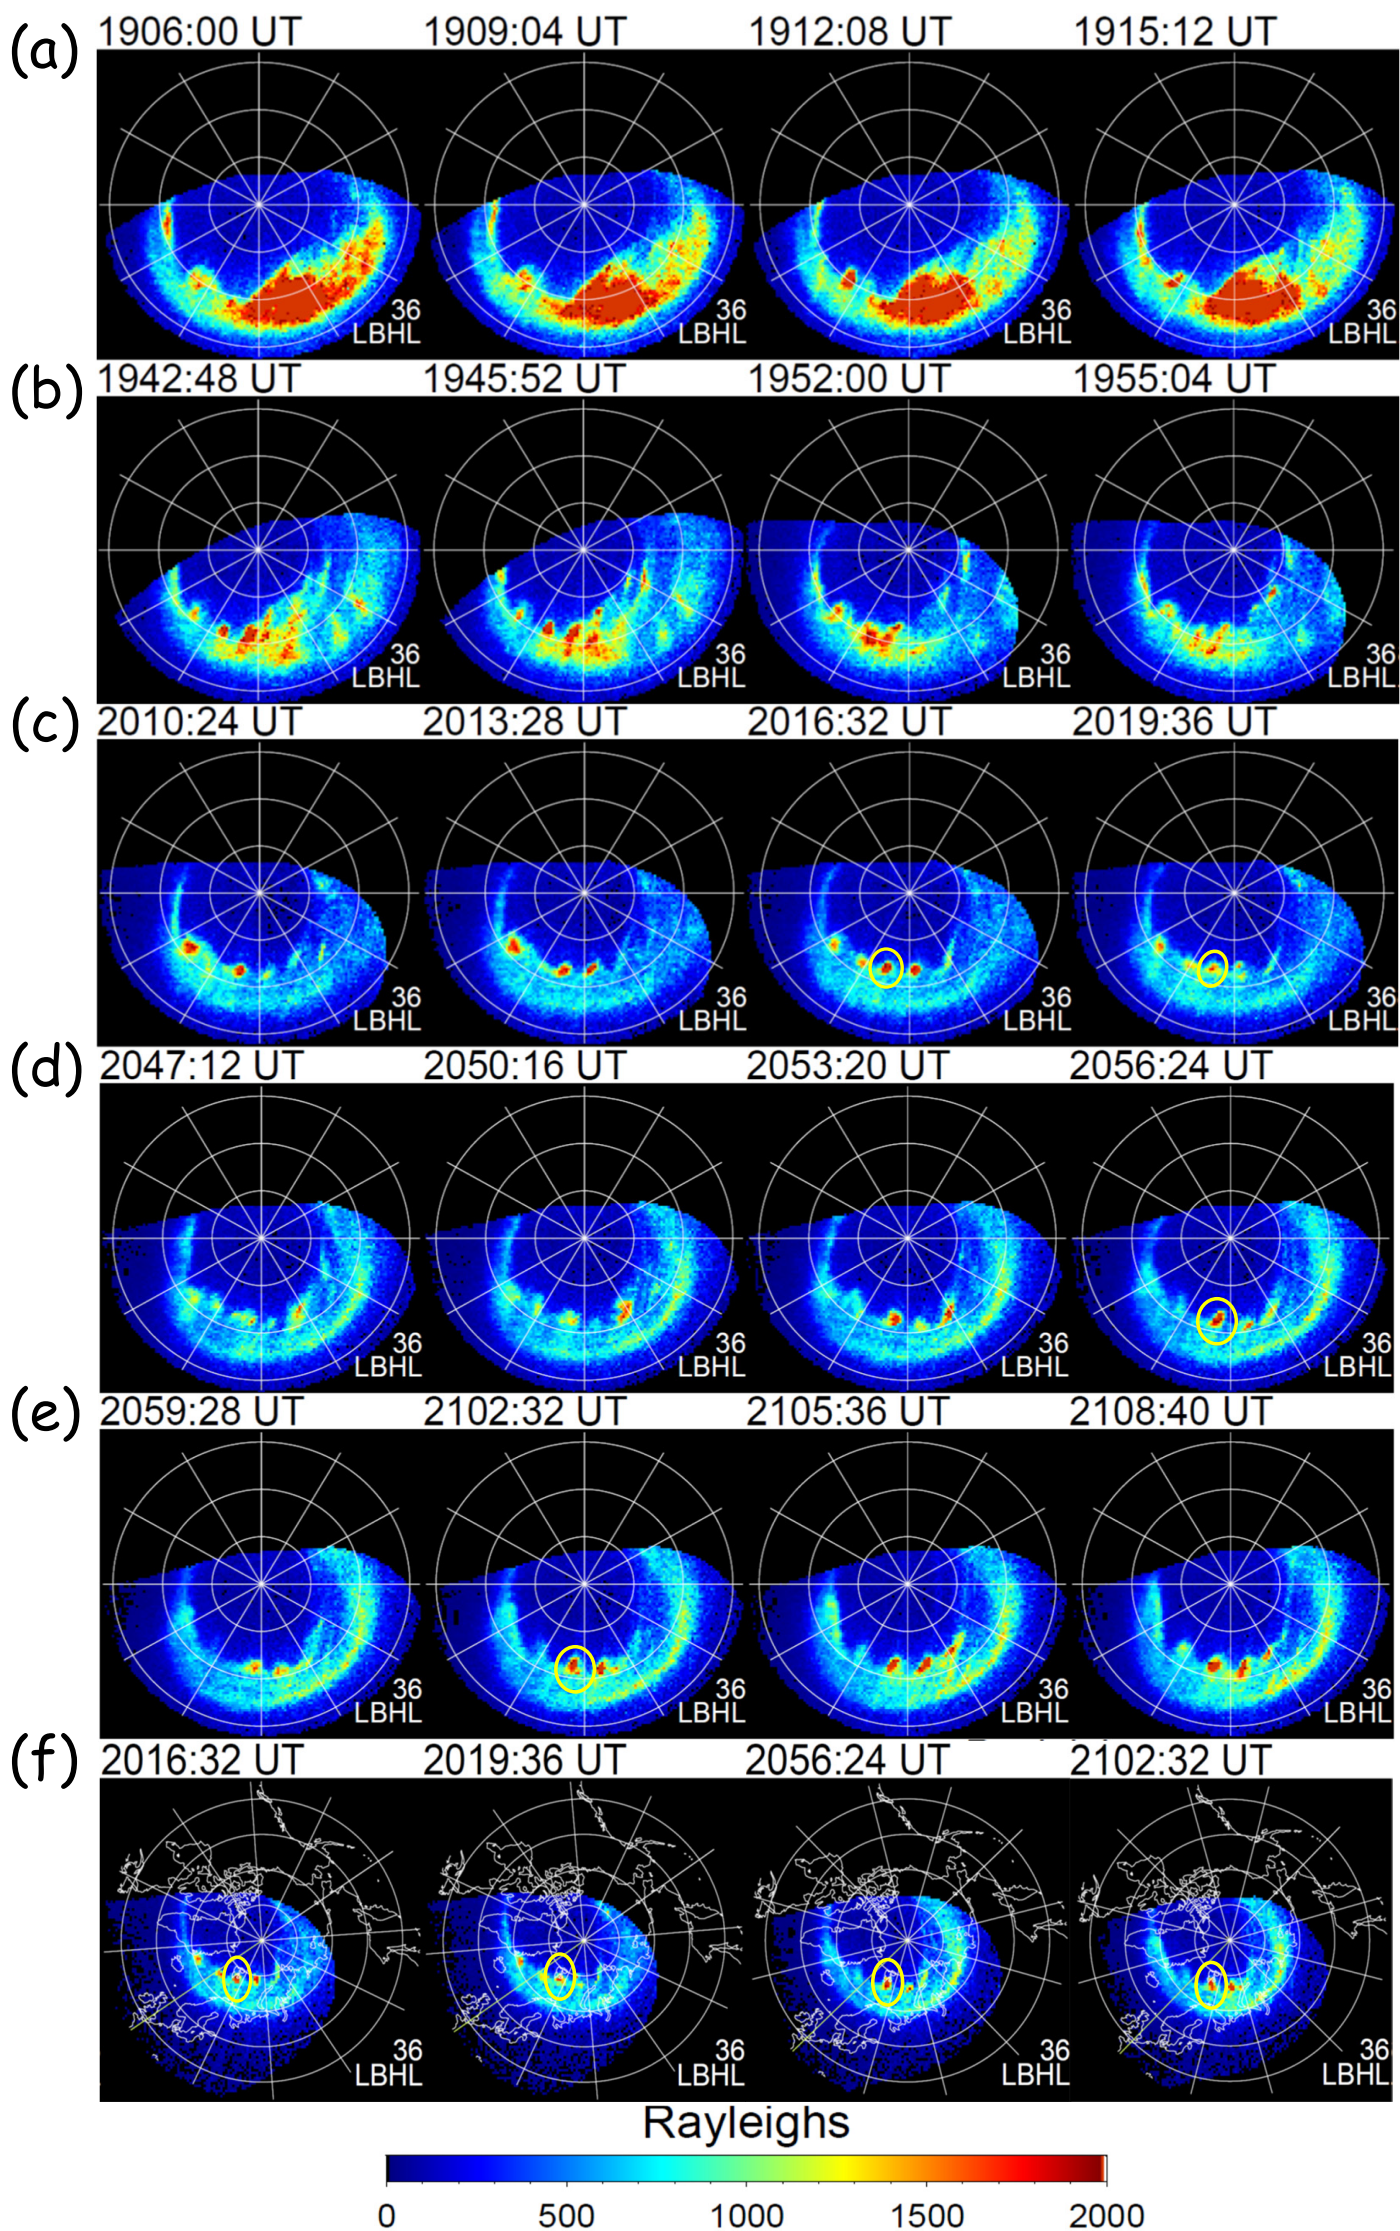 (a)
1906:00 UT 1909:04 UT 1912:08 UT 1915:12 UT
36 36 36 36
LBHL LBHL LBHL LBHL
(b)
1942:48 UT 1945:52 UT 1952:00 UT 1955:04 UT
36 36 36 36
LBHL LBHL LBHL LBHL
(c)
2010:24 UT 2013:28 UT 2016:32 UT 2019:36 UT
36 36 36 36
LBHL LBHL LBHL LBHL
(d)
2047:12 UT 2050:16 UT 2053:20 UT 2056:24 UT
36 36 36 36
LBHL LBHL LBHL LBHL
(e)
2059:28 UT 2102:32 UT 2105:36 UT 2108:40 UT
36 36 36 36
LBHL LBHL LBHL LBHL
(f)
2016:32 UT 2019:36 UT 2056:24 UT 2102:32 UT
36 36 36 36
LBHL LBHL LBHL LBHL
Rayleighs
0 500 1000 1500 2000